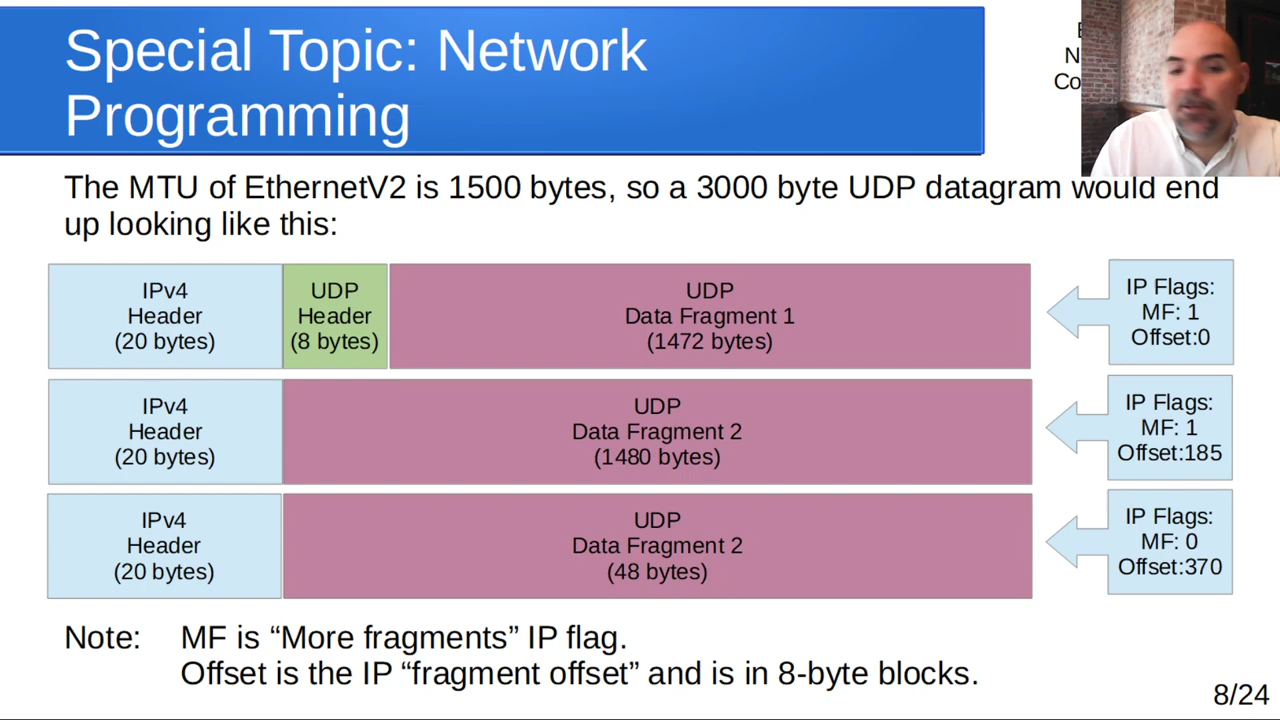 Special Topic: Network
Programming
The MTU of EthernetV2 is 1500 bytes, so a 3000 byte UDP datagram would end
up looking like this:
IPv4
Header
(20 bytes)
UDP
Header
(8 bytes)
UDP
Data Fragment 1
(1472 bytes)
IP Flags:
MF: 1
Offset:0
IPv4
Header
(20 bytes)
UDP
Data Fragment 2
(1480 bytes)
IP Flags:
MF: 1
Offset:185
IPv4
Header
(20 bytes)
UDP
Data Fragment 2
(48 bytes)
IP Flags:
MF: 0
Offset:370
Note: MF is “More fragments” IP flag.
Offset is the IP “fragment offset” and is in 8-byte blocks.
8/24